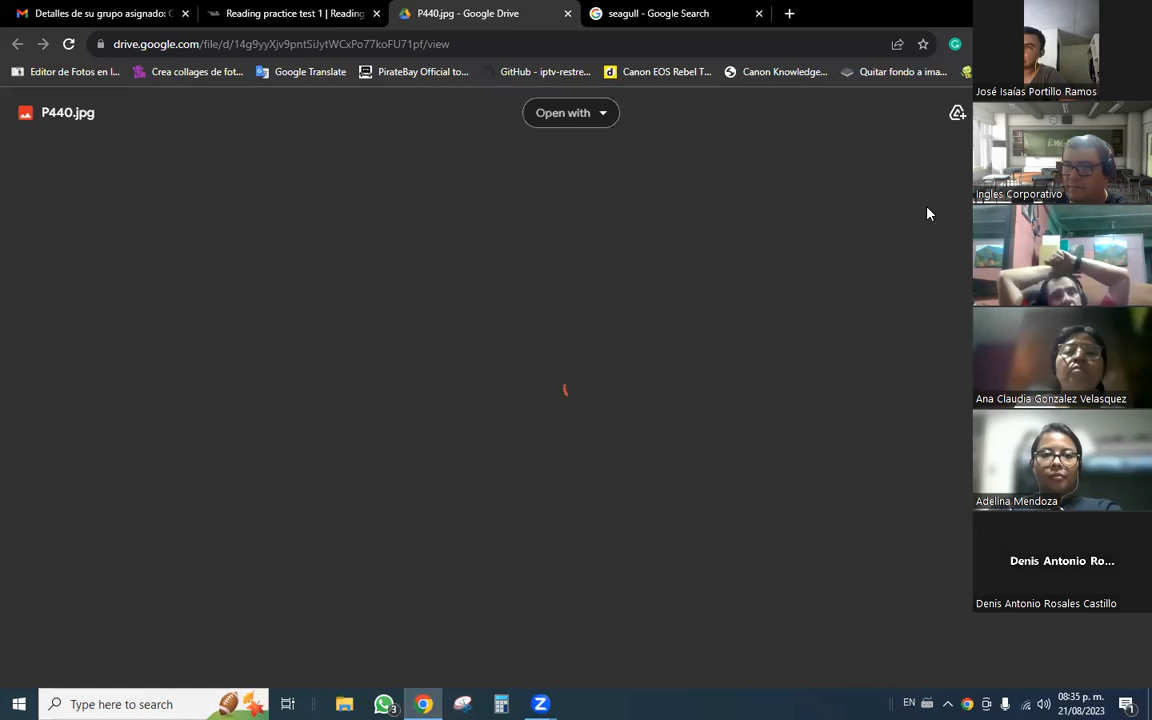 Detalles de su grupo asignado: C
Reading practice test 1 | Reading
P440.jpg - Google Drive
seagull - Google Search
drive.google.com/file/d/14g9yyXjv9pntSiJytWCxPo77koFU71pf/view
Editor de Fotos en l...
Crea collages de fot...
Google Translate
PirateBay Official to...
GitHub - iptv-restre...
Canon EOS Rebel T...
Canon Knowledge...
Quitar fondo a ima...
P440.jpg
Open with
José Isaías Portillo Ramos
Ingles Corporativo
Ana Claudia Gonzalez Velasquez
Adelina Mendoza
Denis Antonio Ro...
Denis Antonio Rosales Castillo
Type here to search
3
EN
08:35 p. m.
21/08/2023
1